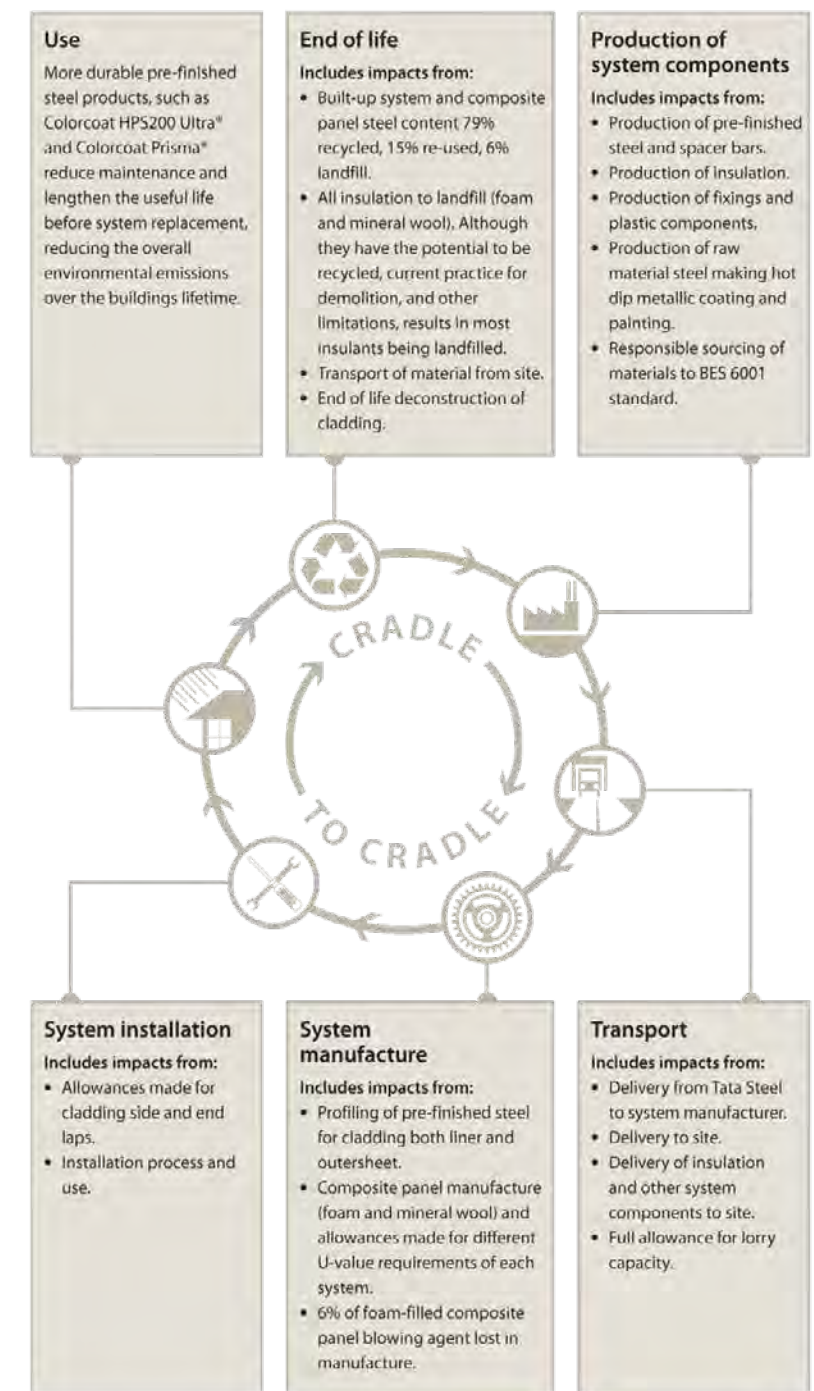 Use
More durable pre-finished
steel products, such as
Colorcoat HPS200 Ultra®
and Colorcoat Prisma®
reduce maintenance and
lengthen the useful life
before system replacement,
reducing the overall
environmental emissions
over the buildings lifetime.
End of life
Includes impacts from:
• Built-up system and composite
panel steel content 79%
recycled, 15% re-used, 6%
landfill.
• All insulation to landfill (foam
and mineral wool). Although
they have the potential to be
recycled, current practice for
demolition, and other
limitations, results in most
insulants being landfilled.
• Transport of material from site.
• End of life deconstruction of
cladding.
Production of
system components
Includes impacts from:
• Production of pre-finished
steel and spacer bars.
• Production of insulation.
• Production of fixings and
plastic components.
• Production of raw
material steel making hot
dip metallic coating and
painting.
• Responsible sourcing of
materials to BES 6001
standard.
CRADLE
TO CRADLE
System installation
Includes impacts from:
• Allowances made for
cladding side and end
laps.
• Installation process and
use.
System
manufacture
Includes impacts from:
• Profiling of pre-finished steel
for cladding both liner and
outersheet.
• Composite panel manufacture
(foam and mineral wool) and
allowances made for different
U-value requirements of each
system.
• 6% of foam-filled composite
panel blowing agent lost in
manufacture.
Transport
Includes impacts from:
• Delivery from Tata Steel
to system manufacturer.
• Delivery to site.
• Delivery of insulation
and other system
components to site.
• Full allowance for lorry
capacity.